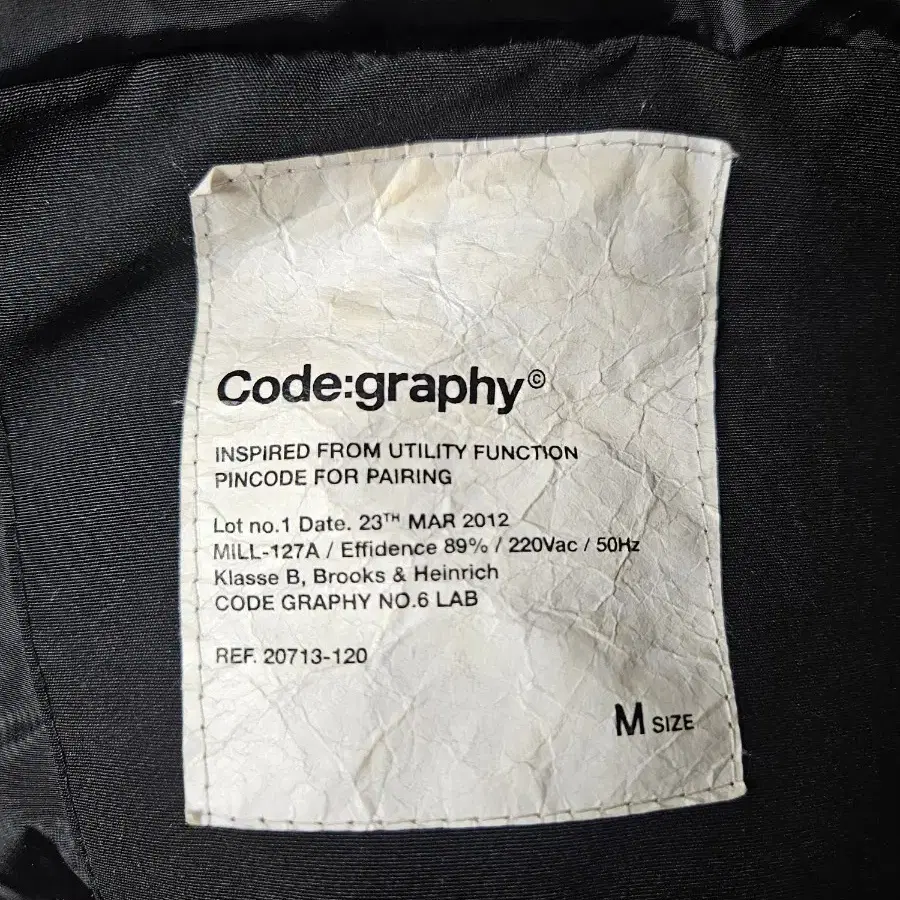 Code:graphy©
INSPIRED FROM UTILITY FUNCTION
PINCODE FOR PAIRING
Lot no.1 Date. 23TH MAR 2012
MILL-127A / Effidence 89% / 220Vac / 50Hz
Klasse B, Brooks & Heinrich
CODE GRAPHY NO.6 LAB
REF. 20713-120
M SIZE